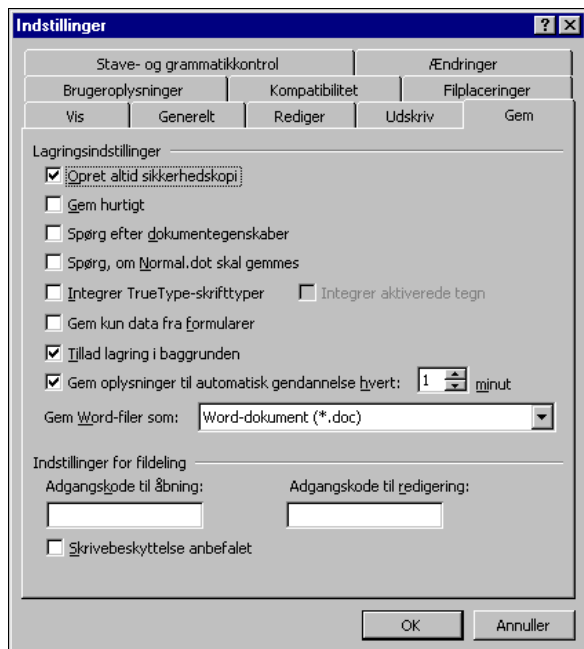 Indstillinger
Stave- og grammatikkontrol Ændringer
Brugeroplysninger Kompatibilitet Filplaceringer
Vis Generelt Rediger Udskriv Gem
Lagringsindstillinger
Opret altid sikkerhedskopi
Gem hurtigt
Spørg efter dokumentegenskaber
Spørg, om Normal.dot skal gemmes
Integrer TrueType-skrifttyper Integrer aktiverede tegn
Gem kun data fra formularer
Tillad lagring i baggrunden
Gem oplysninger til automatisk gendannelse hvert: 1 minut
Gem Word-filer som: Word-dokument (*.doc)
Indstillinger for fildeling
Adgangskode til åbning: Adgangskode til redigering:
Skrivebeskyttelse anbefalet
OK Annuller